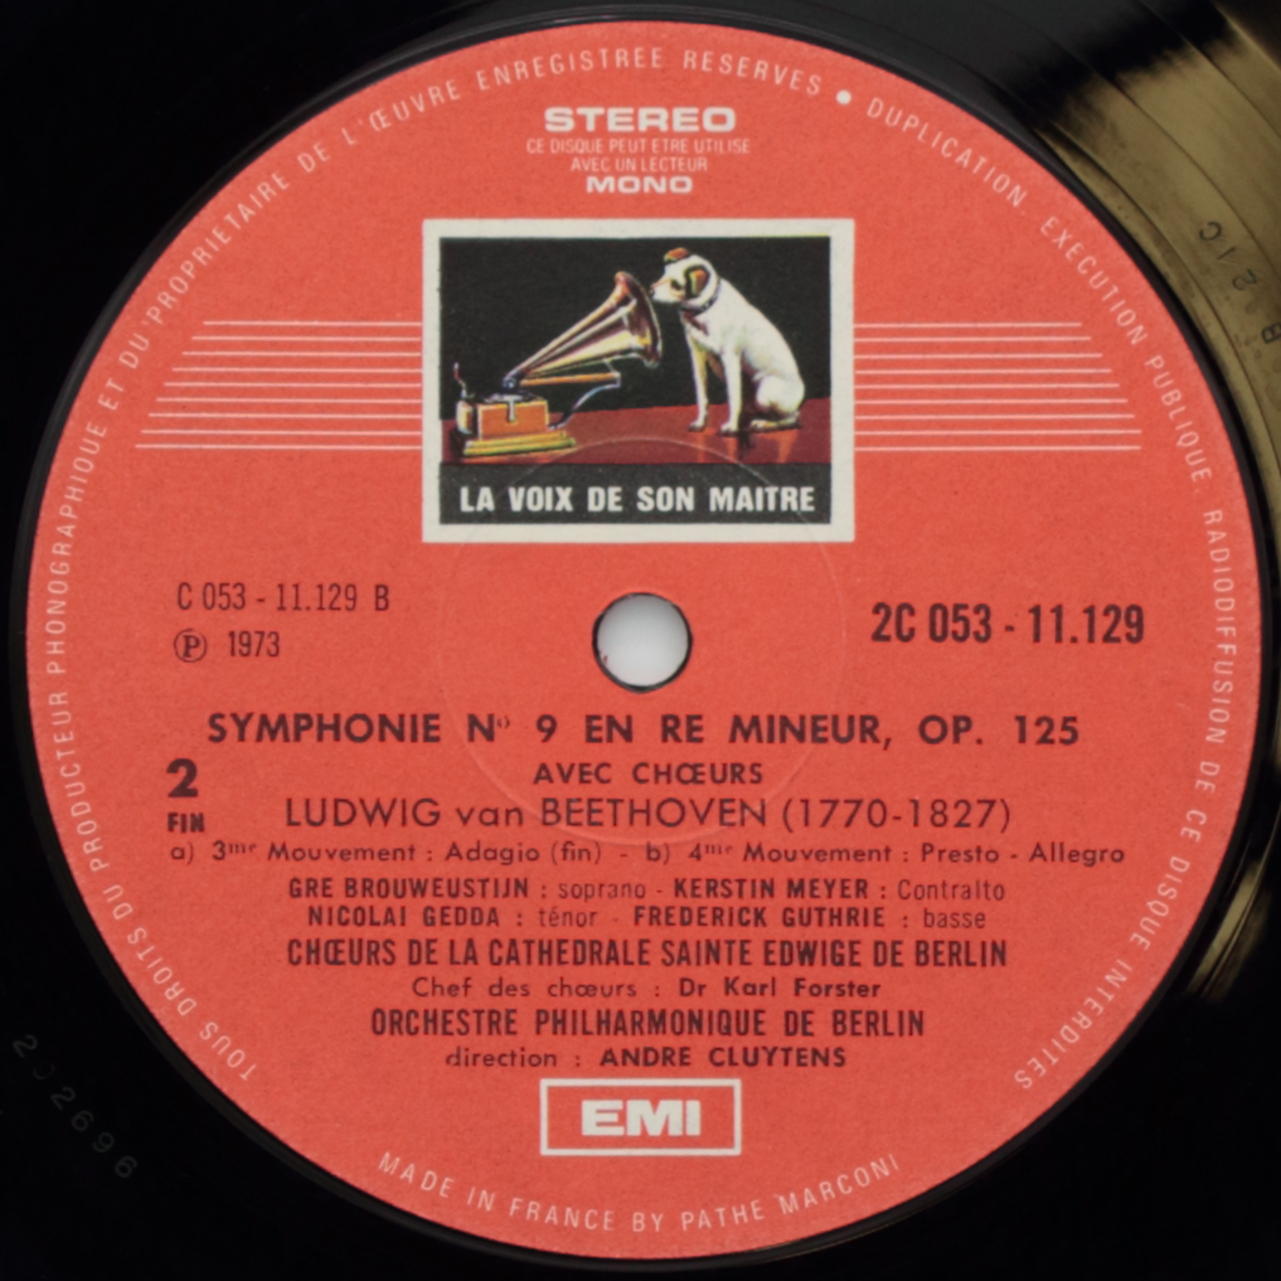 TOUS DROITS DU PRODUCTEUR PHONOGRAPHIQUE ET DU PROPRIETAIRE DE L'ŒUVRE ENREGISTREE RESERVES • DUPLICATION. EXECUTION PUBLIQUE. RADIODIFFUSION DE CE DISQUE INTERDITES
STEREO
CE DISQUE PEUT ETRE UTILISE
AVEC UN LECTEUR
MONO
LA VOIX DE SON MAITRE
C 053 - 11.129 B
℗ 1973
2C 053 - 11.129
SYMPHONIE Nº 9 EN RE MINEUR, OP. 125
AVEC CHŒURS
2
FIN
LUDWIG van BEETHOVEN (1770-1827)
a) 3me Mouvement : Adagio (fin) - b) 4me Mouvement : Presto - Allegro
GRE BROUWEUSTIJN : soprano - KERSTIN MEYER : Contralto
NICOLAI GEDDA : ténor - FREDERICK GUTHRIE : basse
CHŒURS DE LA CATHEDRALE SAINTE EDWIGE DE BERLIN
Chef des chœurs : Dr Karl Forster
ORCHESTRE PHILHARMONIQUE DE BERLIN
direction : ANDRE CLUYTENS
EMI
MADE IN FRANCE BY PATHE MARCONI